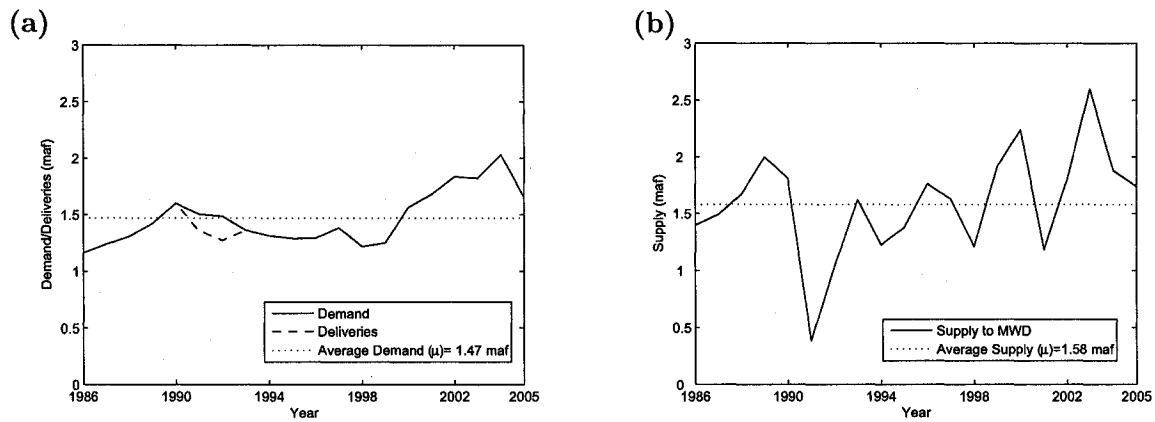 (a)
3
2.5
2
1.5
1
0.5
0
Demand/Deliveries (maf)
Demand
Deliveries
Average Demand (μ)= 1.47 maf
1986 1990 1994 1998 2002 2005
Year
(b)
3
2.5
2
1.5
1
0.5
0
Supply (maf)
Supply to MWD
Average Supply (μ)=1.58 maf
1986 1990 1994 1998 2002 2005
Year